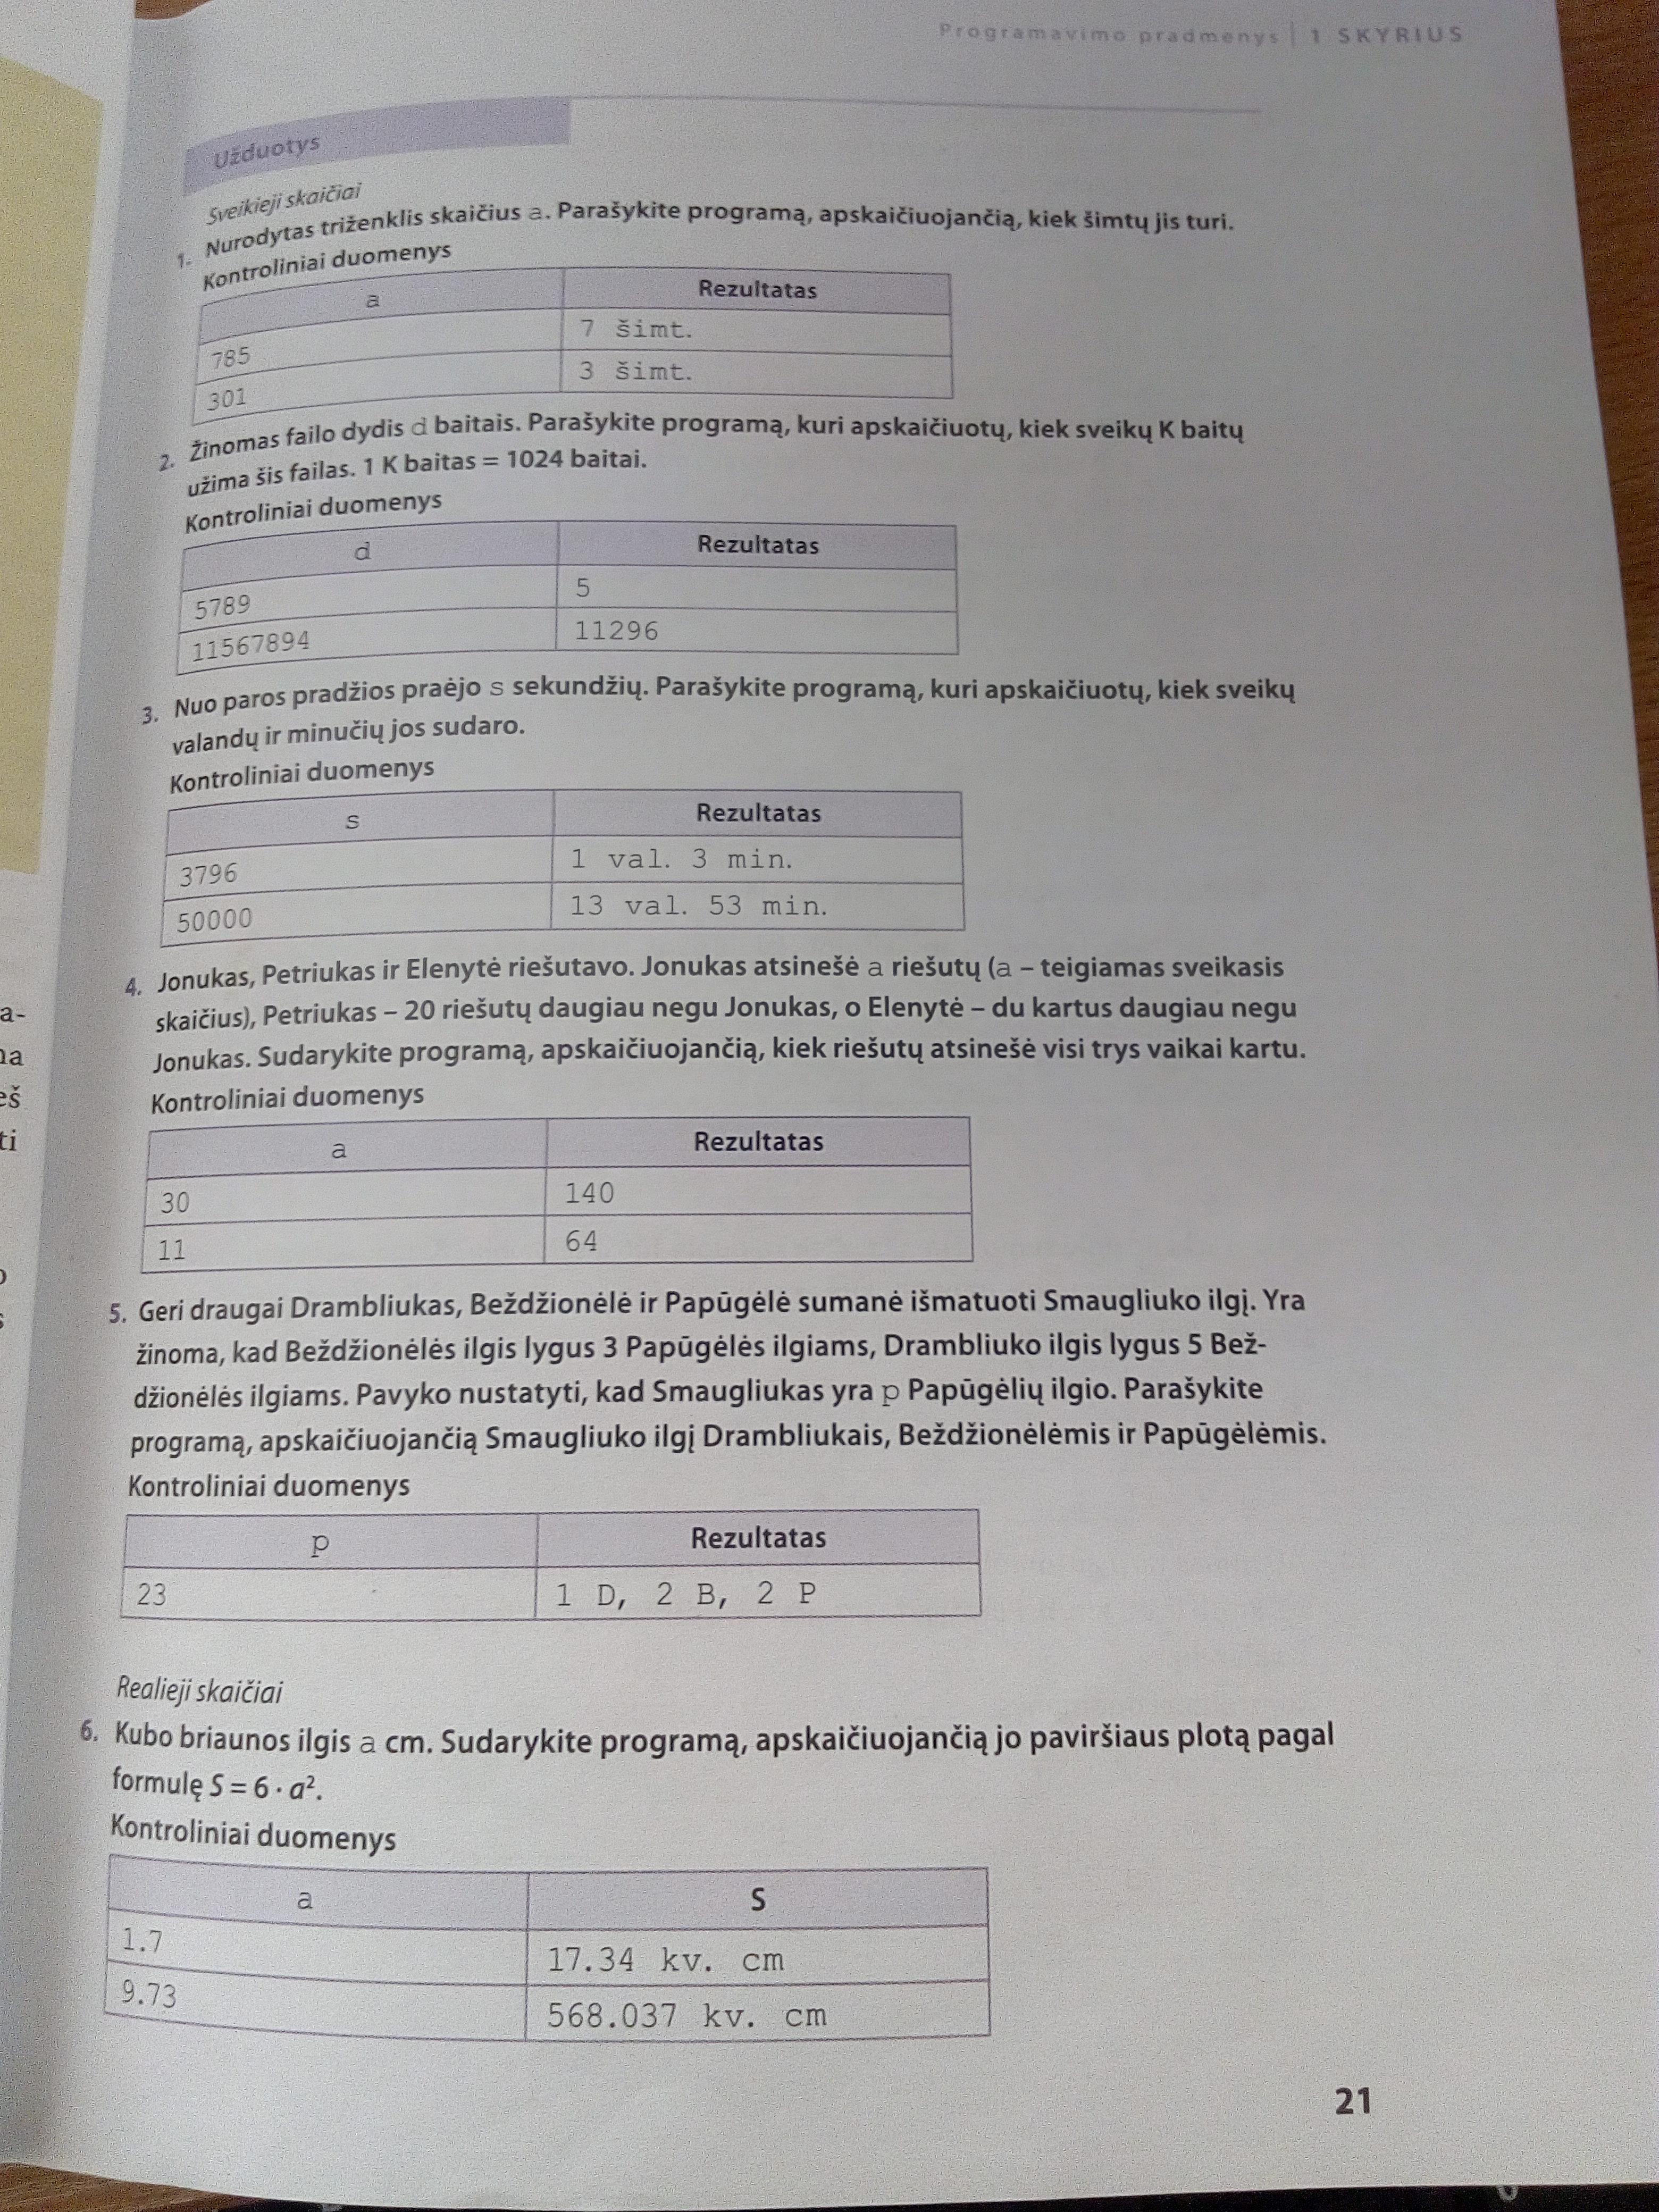 Programavimo pradmenys | 1 SKYRIUS
Užduotys
Sveikieji skaičiai
1. Nurodytas triženklis skaičius a. Parašykite programą, apskaičiuojančią, kiek šimtų jis turi.
Kontroliniai duomenys
a Rezultatas
785 7 šimt.
301 3 šimt.
2. Žinomas failo dydis d baitais. Parašykite programą, kuri apskaičiuotų, kiek sveikų K baitų
užima šis failas. 1 K baitas = 1024 baitai.
Kontroliniai duomenys
d Rezultatas
5789 5
11567894 11296
3. Nuo paros pradžios praėjo s sekundžių. Parašykite programą, kuri apskaičiuotų, kiek sveikų
valandų ir minučių jos sudaro.
Kontroliniai duomenys
s Rezultatas
3796 1 val. 3 min.
50000 13 val. 53 min.
4. Jonukas, Petriukas ir Elenytė riešutavo. Jonukas atsinešė a riešutų (a – teigiamas sveikasis
skaičius), Petriukas – 20 riešutų daugiau negu Jonukas, o Elenytė – du kartus daugiau negu
Jonukas. Sudarykite programą, apskaičiuojančią, kiek riešutų atsinešė visi trys vaikai kartu.
Kontroliniai duomenys
a Rezultatas
30 140
11 64
5. Geri draugai Drambliukas, Beždžionėlė ir Papūgėlė sumanė išmatuoti Smaugliuko ilgį. Yra
žinoma, kad Beždžionėlės ilgis lygus 3 Papūgėlės ilgiams, Drambliuko ilgis lygus 5 Bež-
džionėlės ilgiams. Pavyko nustatyti, kad Smaugliukas yra p Papūgėlių ilgio. Parašykite
programą, apskaičiuojančią Smaugliuko ilgį Drambliukais, Beždžionėlėmis ir Papūgėlėmis.
Kontroliniai duomenys
p Rezultatas
23 1 D, 2 B, 2 P
Realieji skaičiai
6. Kubo briaunos ilgis a cm. Sudarykite programą, apskaičiuojančią jo paviršiaus plotą pagal
formulę S = 6 · a².
Kontroliniai duomenys
a S
1.7 17.34 kv. cm
9.73 568.037 kv. cm
21